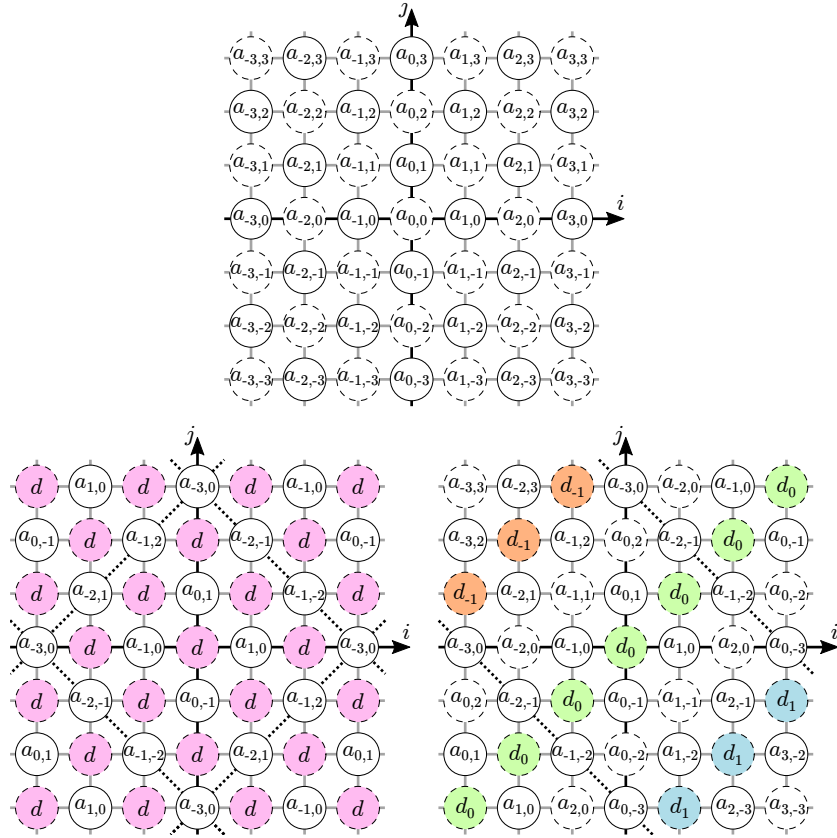 j
a-3,3 a-2,3 a-1,3 a0,3 a1,3 a2,3 a3,3
a-3,2 a-2,2 a-1,2 a0,2 a1,2 a2,2 a3,2
a-3,1 a-2,1 a-1,1 a0,1 a1,1 a2,1 a3,1
a-3,0 a-2,0 a-1,0 a0,0 a1,0 a2,0 a3,0 i
a-3,-1 a-2,-1 a-1,-1 a0,-1 a1,-1 a2,-1 a3,-1
a-3,-2 a-2,-2 a-1,-2 a0,-2 a1,-2 a2,-2 a3,-2
a-3,-3 a-2,-3 a-1,-3 a0,-3 a1,-3 a2,-3 a3,-3
j
d a1,0 d a-3,0 d a-1,0 d
a0,-1 d a-1,2 d a-2,-1 d a0,-1
d a-2,1 d a0,1 d a-1,-2 d
a-3,0 d a-1,0 d a1,0 d a-3,0 i
d a-2,-1 d a0,-1 d a-1,2 d
a0,1 d a-1,-2 d a-2,1 d a0,1
d a1,0 d a-3,0 d a-1,0 d
j
a-3,3 a-2,3 d-1 a-3,0 a-2,0 a-1,0 d0
a-3,2 d-1 a-1,2 a0,2 a-2,-1 d0 a0,-1
d-1 a-2,1 a-1,1 a0,1 d0 a-1,-2 a0,-2
a-3,0 a-2,0 a-1,0 d0 a1,0 a2,0 a0,-3 i
a0,2 a-2,-1 d0 a0,-1 a1,-1 a2,-1 d1
a0,1 d0 a-1,-2 a0,-2 a1,-2 d1 a3,-2
d0 a1,0 a2,0 a0,-3 d1 a2,-3 a3,-3